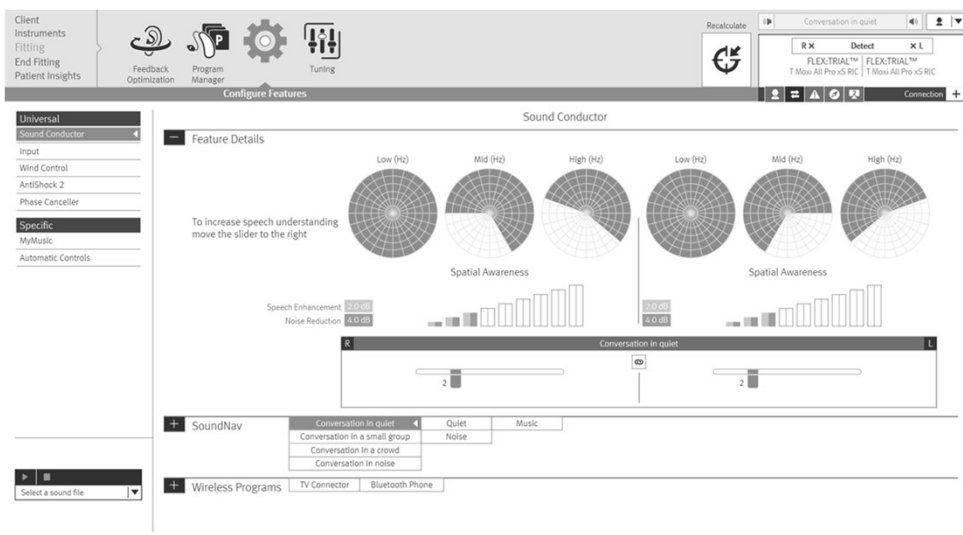 Client
Instruments
Fitting
End Fitting
Patient Insights
Feedback
Optimization
Program
Manager
P
Tuning
Configure Features
Recalculate
Conversation in quiet
R X Detect X L
FLEX:TRIAL™ FLEX:TRIAL™
T Moxi All Pro xS RIC T Moxi All Pro xS RIC
Connection +
Universal
Sound Conductor
Input
Wind Control
AntiShock 2
Phase Canceller
Specific
MyMusic
Automatic Controls
Select a sound file
Sound Conductor
Feature Details
Low (Hz) Mid (Hz) High (Hz) Low (Hz) Mid (Hz) High (Hz)
To increase speech understanding
move the slider to the right
Spatial Awareness Spatial Awareness
Speech Enhancement 2.0 dB 2.0 dB
Noise Reduction 4.0 dB 4.0 dB
R Conversation in quiet L
2 2
SoundNav Conversation in quiet Quiet Music
Conversation in a small group Noise
Conversation in a crowd
Conversation in noise
Wireless Programs TV Connector Bluetooth Phone